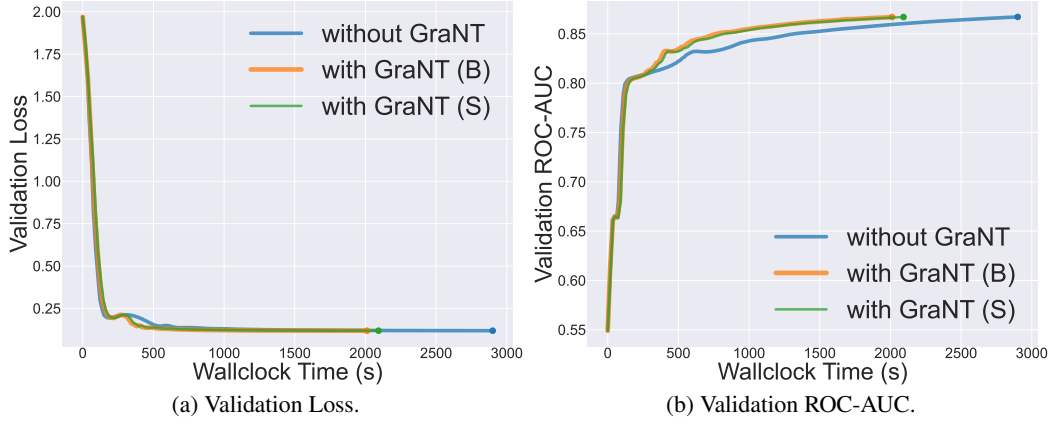 2.00
1.75
1.50
1.25
1.00
0.75
0.50
0.25
Validation Loss
without GraNT
with GraNT (B)
with GraNT (S)
0 500 1000 1500 2000 2500 3000
Wallclock Time (s)
(a) Validation Loss.
0.85
0.80
0.75
0.70
0.65
0.60
0.55
Validation ROC-AUC
without GraNT
with GraNT (B)
with GraNT (S)
0 500 1000 1500 2000 2500 3000
Wallclock Time (s)
(b) Validation ROC-AUC.